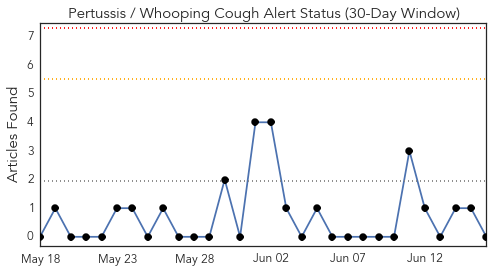 Pertussis / Whooping Cough Alert Status (30-Day Window)
Articles Found
7
6
5
4
3
2
1
0
May 18 May 23 May 28 Jun 02 Jun 07 Jun 12